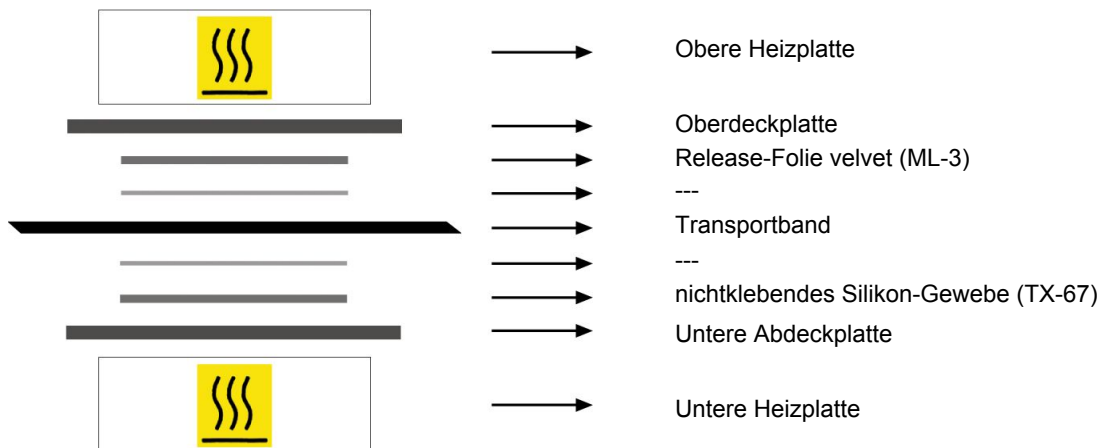 Obere Heizplatte
Oberdeckplatte
Release-Folie velvet (ML-3)
---
Transportband
---
nichtklebendes Silikon-Gewebe (TX-67)
Untere Abdeckplatte
Untere Heizplatte